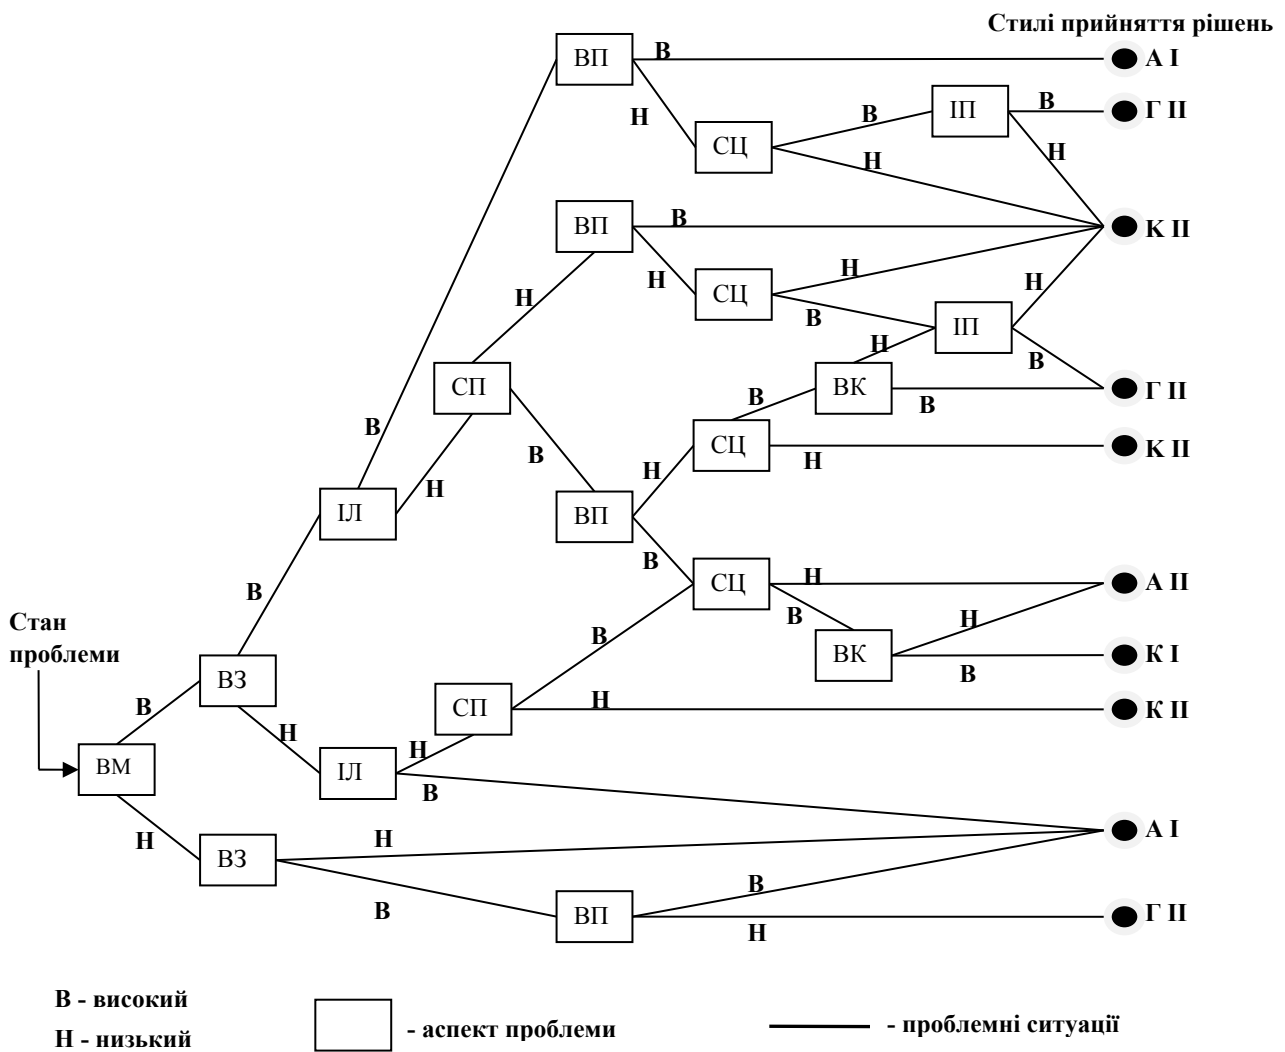 Стилі прийняття рішень
ВП
В
А І
Н
СЦ
В
ІП
В
Г ІІ
Н
Н
ВП
В
К ІІ
Н
СЦ
Н
В
Н
ІП
Н
СП
Н
В
В
ВК
В
Г ІІ
В
СЦ
Н
К ІІ
В
Н
ІЛ
Н
ВП
В
СЦ
Н
А ІІ
В
Н
В
Стан
проблеми
ВЗ
В
ВК
В
К І
В
СП
Н
К ІІ
Н
Н
ВМ
ІЛ
В
Н
ВЗ
Н
А І
В
ВП
В
Н
Г ІІ
В - високий
Н - низький
- аспект проблеми
- проблемні ситуації